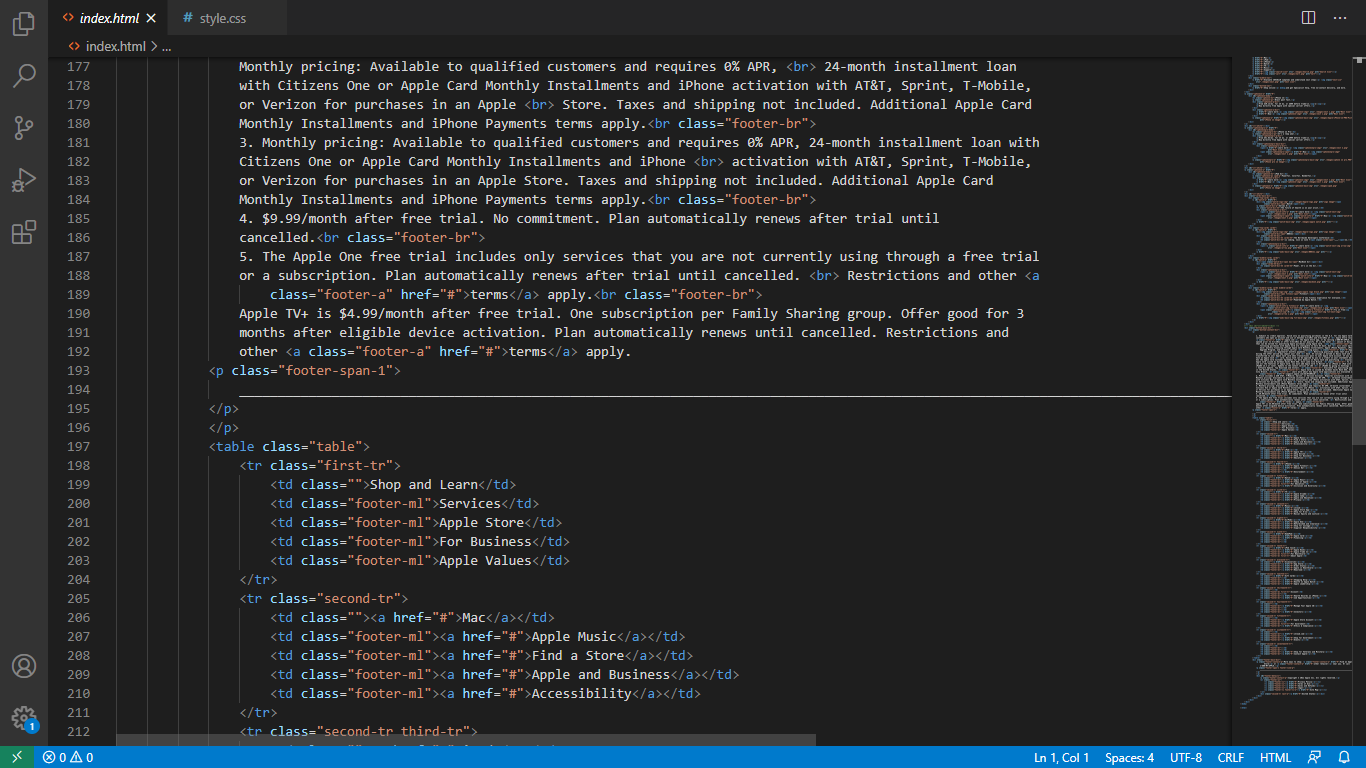 index.html
style.css
index.html > ...
177 Monthly pricing: Available to qualified customers and requires 0% APR, <br> 24-month installment loan
178 with Citizens One or Apple Card Monthly Installments and iPhone activation with AT&T, Sprint, T-Mobile,
179 or Verizon for purchases in an Apple <br> Store. Taxes and shipping not included. Additional Apple Card
180 Monthly Installments and iPhone Payments terms apply.<br class="footer-br">
181 3. Monthly pricing: Available to qualified customers and requires 0% APR, 24-month installment loan with
182 Citizens One or Apple Card Monthly Installments and iPhone <br> activation with AT&T, Sprint, T-Mobile,
183 or Verizon for purchases in an Apple Store. Taxes and shipping not included. Additional Apple Card
184 Monthly Installments and iPhone Payments terms apply.<br class="footer-br">
185 4. $9.99/month after free trial. No commitment. Plan automatically renews after trial until
186 cancelled.<br class="footer-br">
187 5. The Apple One free trial includes only services that you are not currently using through a free trial
188 or a subscription. Plan automatically renews after trial until cancelled. <br> Restrictions and other <a
189 class="footer-a" href="#">terms</a> apply.<br class="footer-br">
190 Apple TV+ is $4.99/month after free trial. One subscription per Family Sharing group. Offer good for 3
191 months after eligible device activation. Plan automatically renews until cancelled. Restrictions and
192 other <a class="footer-a" href="#">terms</a> apply.
193 <p class="footer-span-1">
194
195 </p>
196 </p>
197 <table class="table">
198 <tr class="first-tr">
199 <td class="">Shop and Learn</td>
200 <td class="footer-ml">Services</td>
201 <td class="footer-ml">Apple Store</td>
202 <td class="footer-ml">For Business</td>
203 <td class="footer-ml">Apple Values</td>
204 </tr>
205 <tr class="second-tr">
206 <td class=""><a href="#">Mac</a></td>
207 <td class="footer-ml"><a href="#">Apple Music</a></td>
208 <td class="footer-ml"><a href="#">Find a Store</a></td>
209 <td class="footer-ml"><a href="#">Apple and Business</a></td>
210 <td class="footer-ml"><a href="#">Accessibility</a></td>
211 </tr>
212 <tr class="second-tr third-tr">
1
0 0 Ln 1, Col 1 Spaces: 4 UTF-8 CRLF HTML